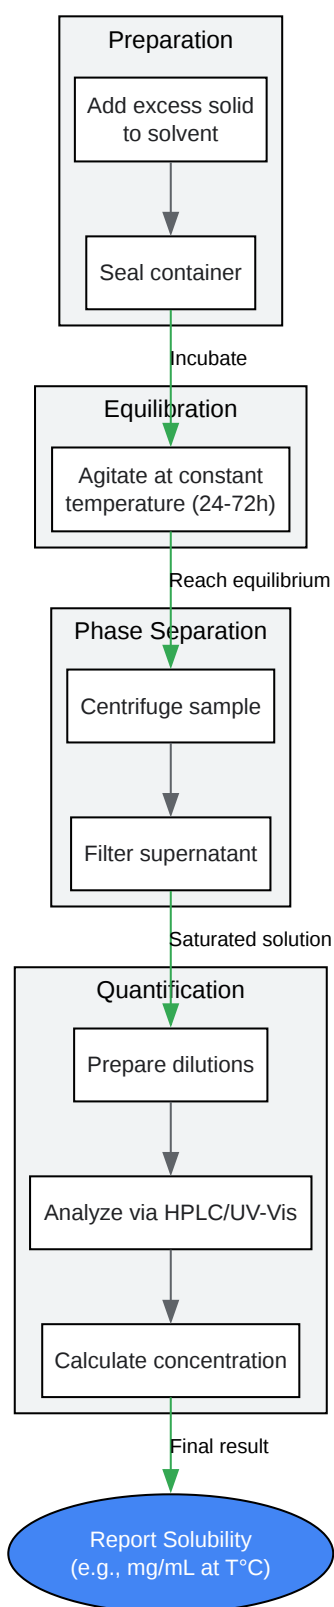 Preparation
Add excess solid
to solvent
Seal container
Incubate
Equilibration
Agitate at constant
temperature (24-72h)
Reach equilibrium
Phase Separation
Centrifuge sample
Filter supernatant
Saturated solution
Quantification
Prepare dilutions
Analyze via HPLC/UV-Vis
Calculate concentration
Final result
Report Solubility
(e.g., mg/mL at T°C)